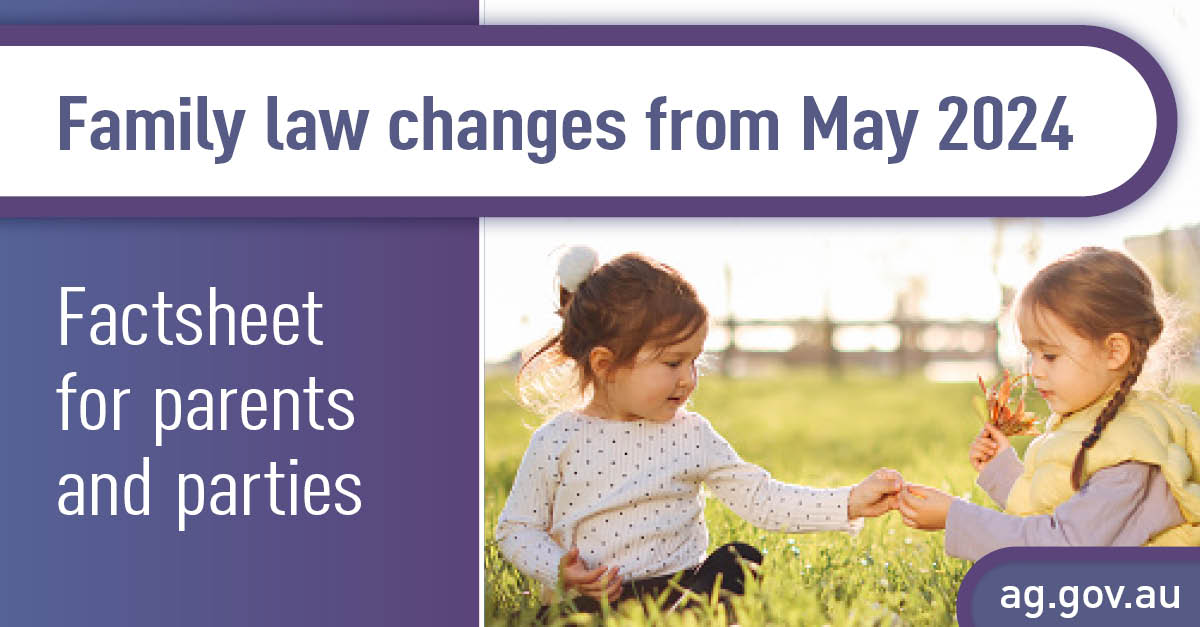 Family law changes from May 2024
Factsheet
for parents
and parties
ag.gov.au